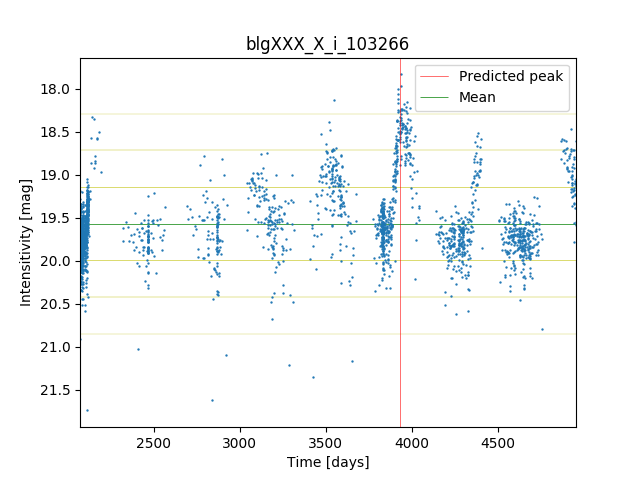 blgXXX_X_i_103266
Predicted peak
Mean
18.0
18.5
19.0
19.5
20.0
20.5
21.0
21.5
Intensitivity [mag]
2500 3000 3500 4000 4500
Time [days]